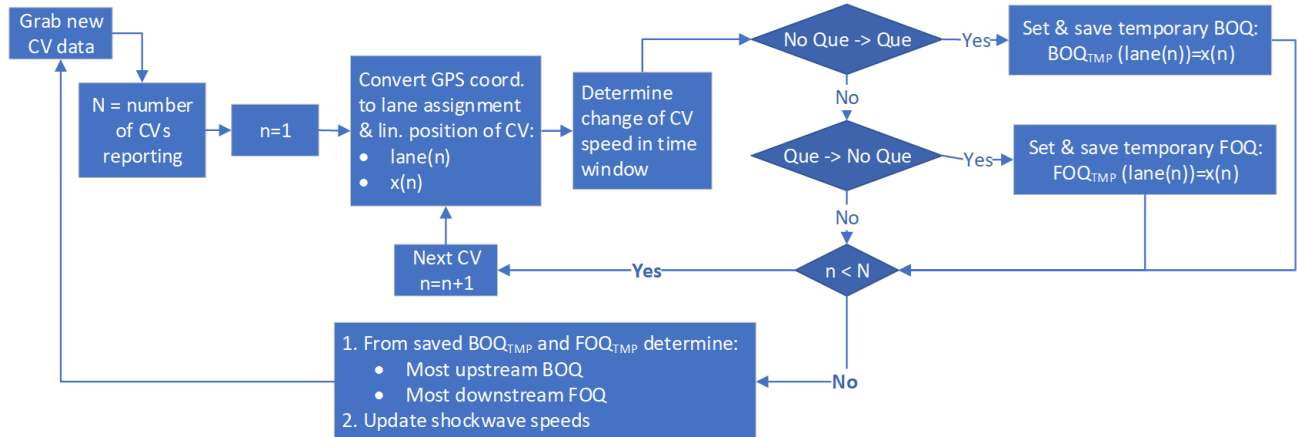 Grab new
CV data
N = number
of CVs
reporting
n=1
Convert GPS coord.
to lane assignment
& lin. position of CV:
• lane(n)
• x(n)
Determine
change of CV
speed in time
window
No Que -> Que
Yes
Set & save temporary BOQ:
BOQTMP (lane(n))=x(n)
No
Que -> No Que
Yes
Set & save temporary FOQ:
FOQTMP (lane(n))=x(n)
No
n < N
Yes
Next CV
n=n+1
No
1. From saved BOQTMP and FOQTMP determine:
• Most upstream BOQ
• Most downstream FOQ
2. Update shockwave speeds